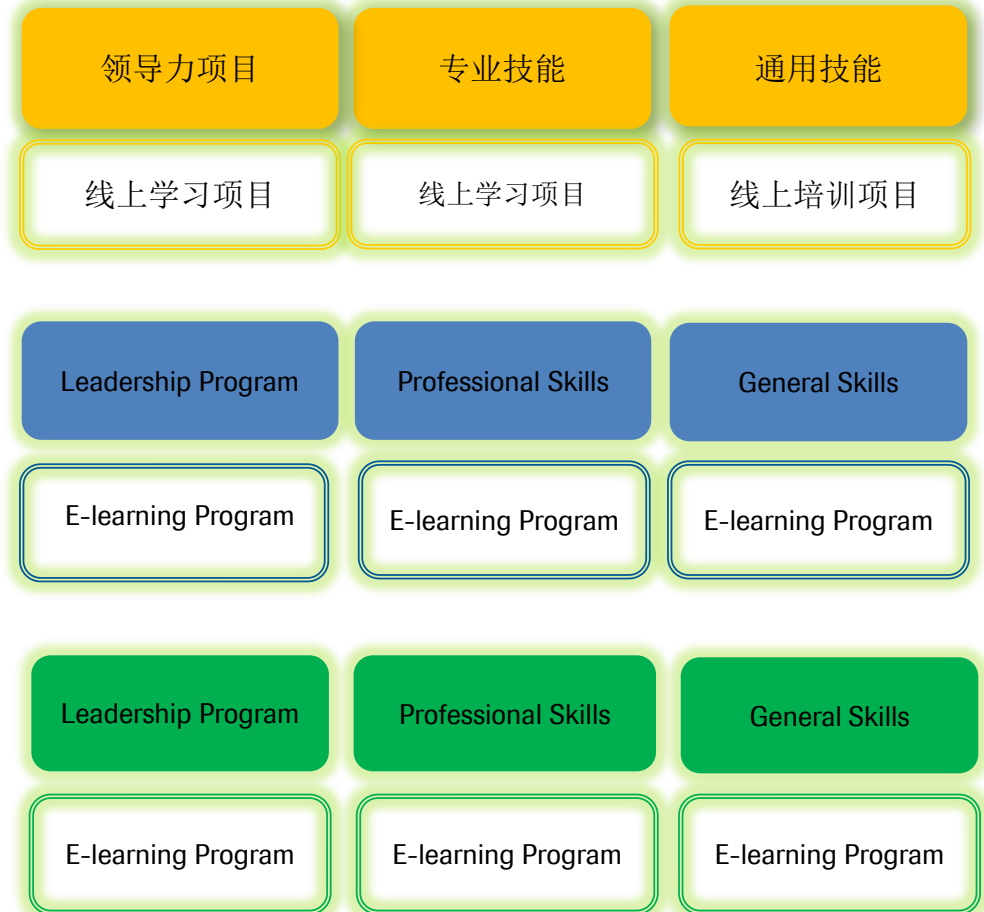 领导力项目
专业技能
通用技能
线上学习项目
线上学习项目
线上培训项目
Leadership Program
Professional Skills
General Skills
E-learning Program
E-learning Program
E-learning Program
Leadership Program
Professional Skills
General Skills
E-learning Program
E-learning Program
E-learning Program